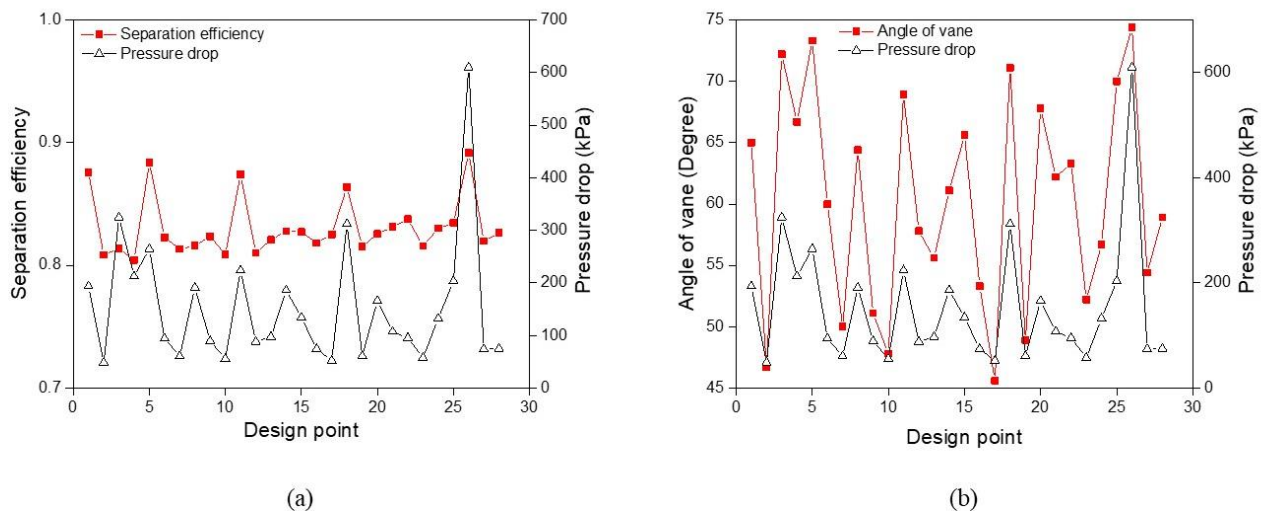 1.0
0.9
0.8
0.7
Separation efficiency
Separation efficiency
Pressure drop
700
600
500
400
300
200
100
0
Pressure drop (kPa)
0 5 10 15 20 25 30
Design point
(a)
75
70
65
60
55
50
45
Angle of vane (Degree)
Angle of vane
Pressure drop
600
400
200
0
Pressure drop (kPa)
0 5 10 15 20 25 30
Design point
(b)